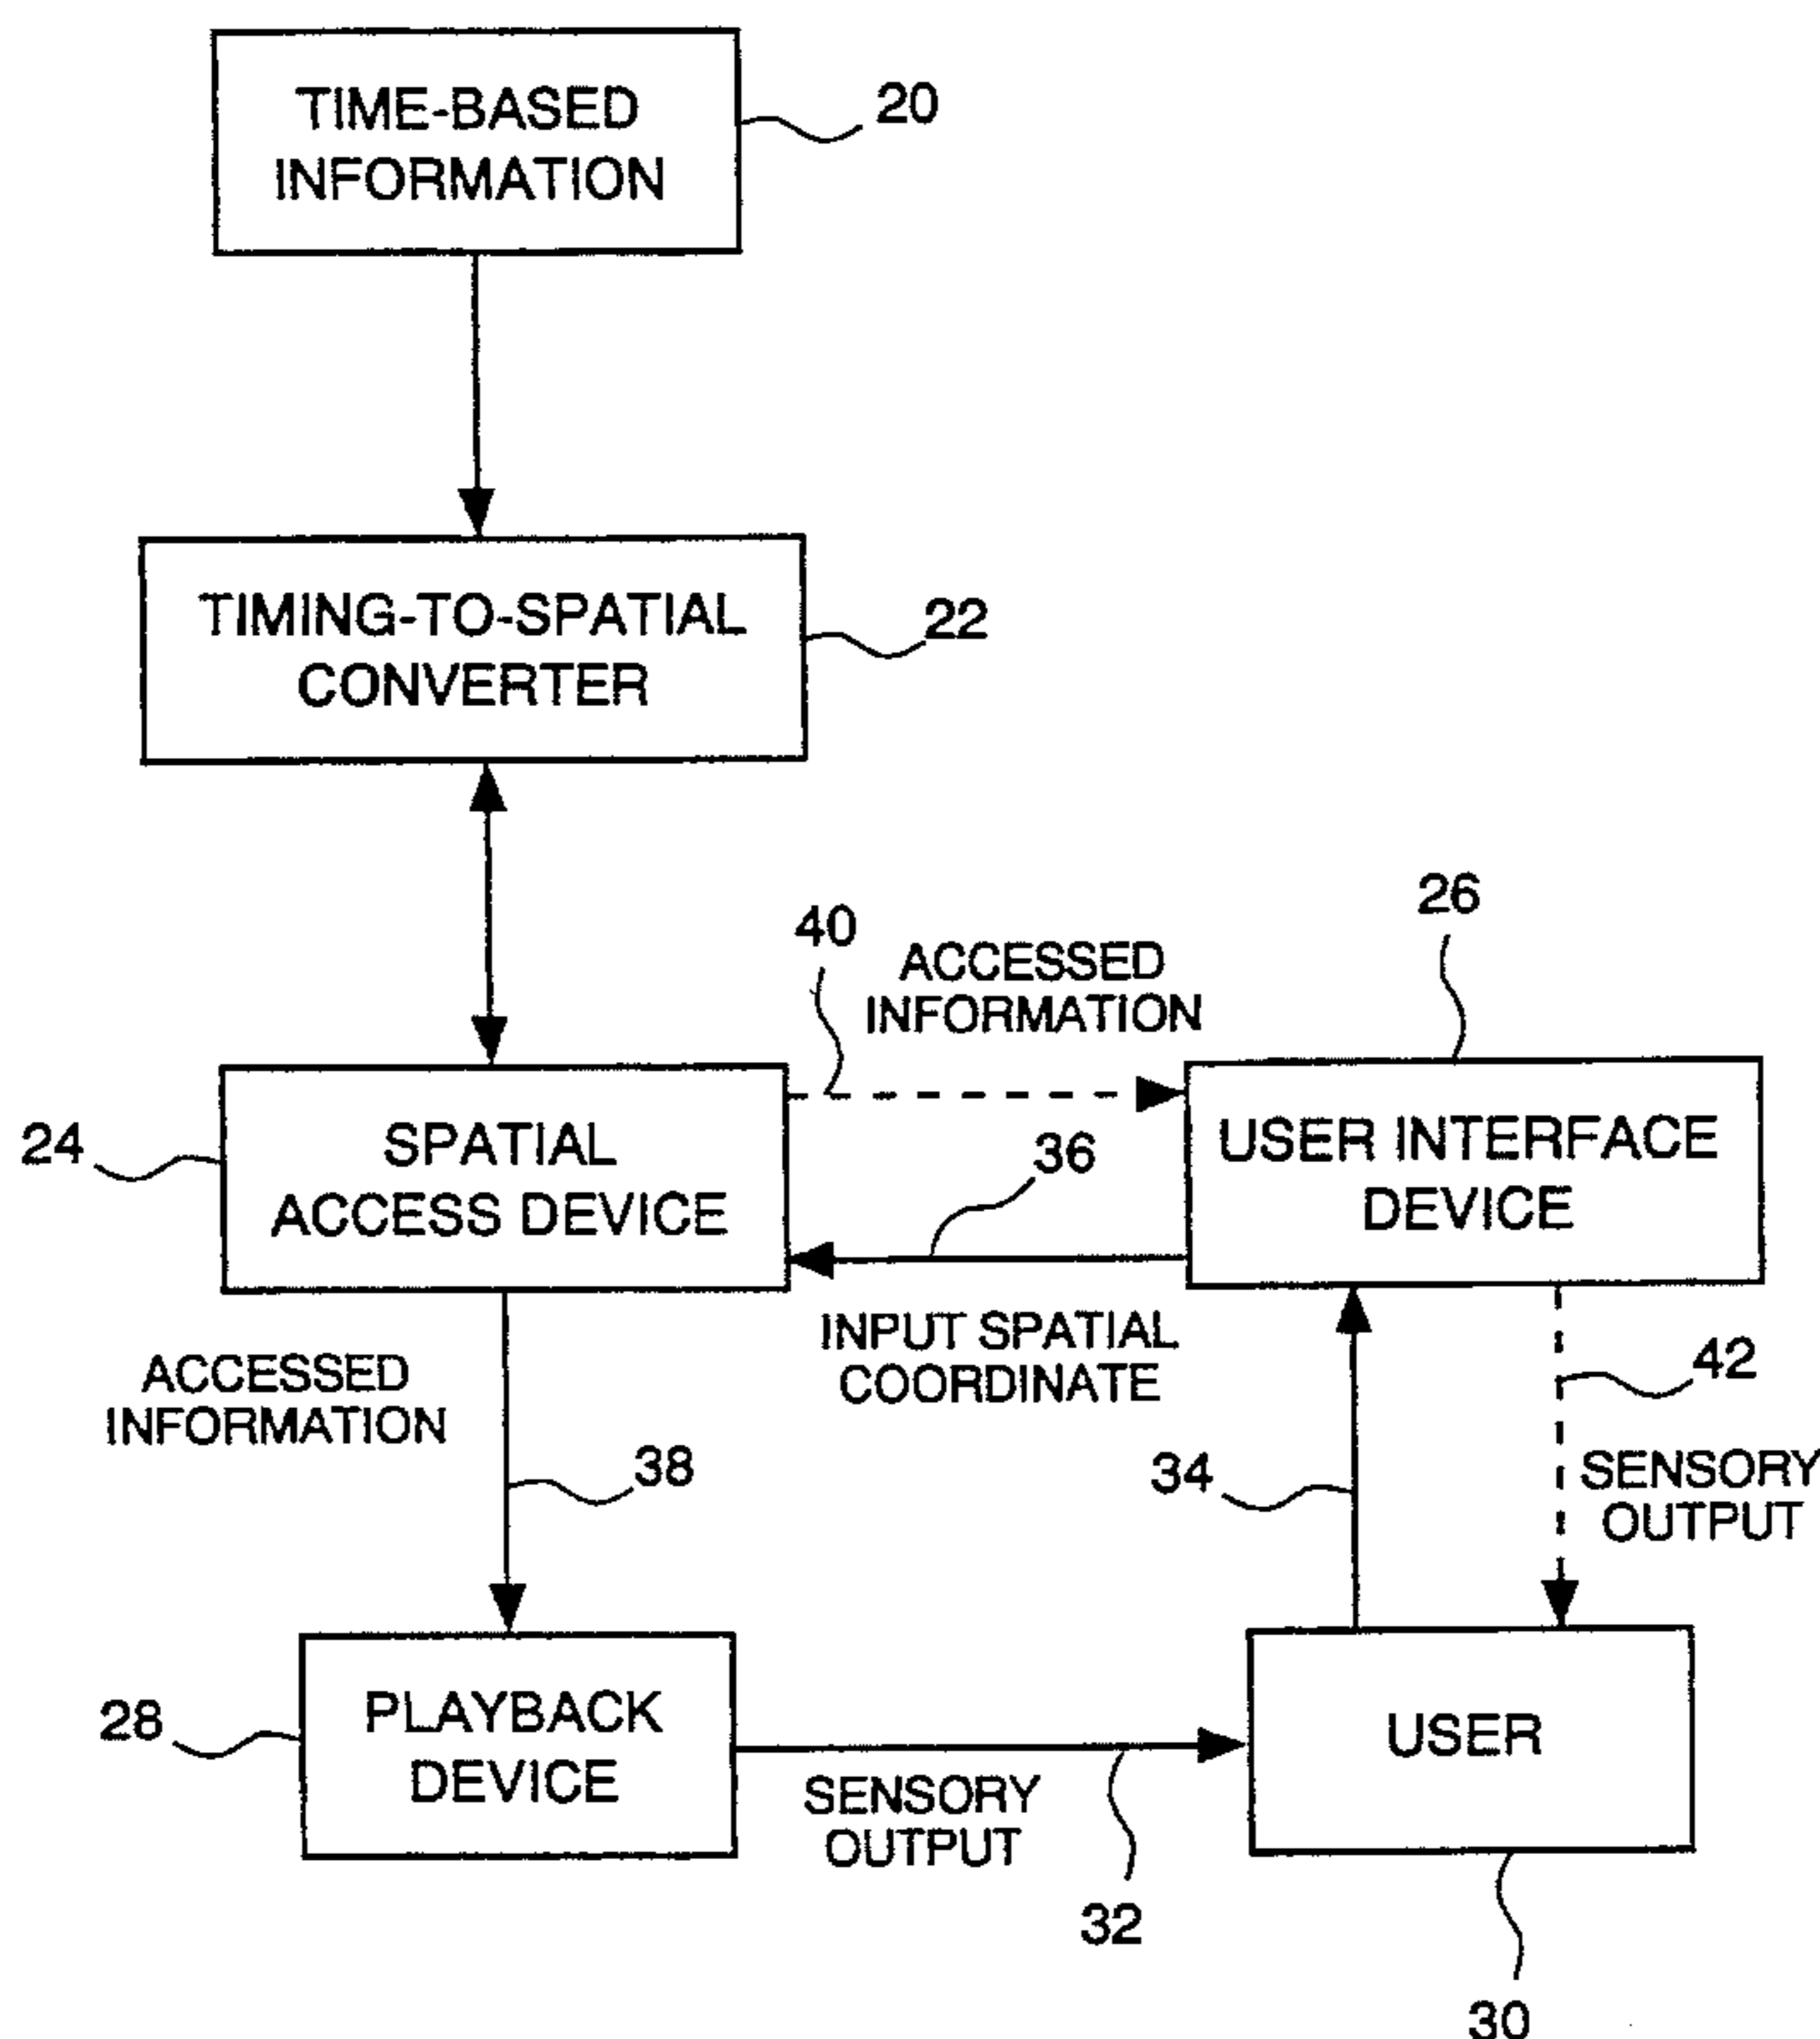 TIME-BASED
INFORMATION
20
TIMING-TO-SPATIAL
CONVERTER
22
26
40
ACCESSED
INFORMATION
24
SPATIAL
ACCESS DEVICE
36
USER INTERFACE
DEVICE
INPUT SPATIAL
COORDINATE
ACCESSED
INFORMATION
38
34
42
SENSORY
OUTPUT
28
PLAYBACK
DEVICE
SENSORY
OUTPUT
32
USER
30